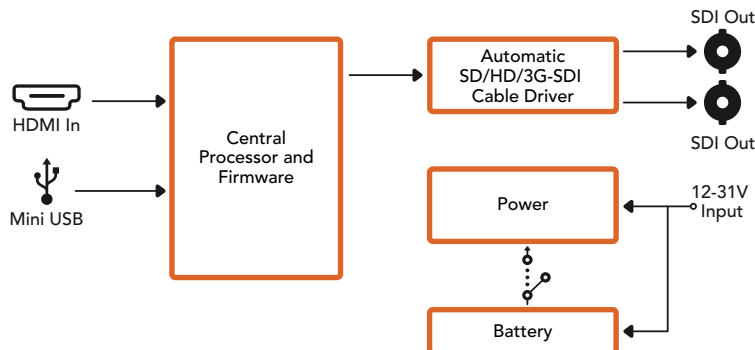 SDI Out
Automatic
SD/HD/3G-SDI
Cable Driver
HDMI In
Central
Processor and
Firmware
SDI Out
Mini USB
Power
12-31V
Input
Battery